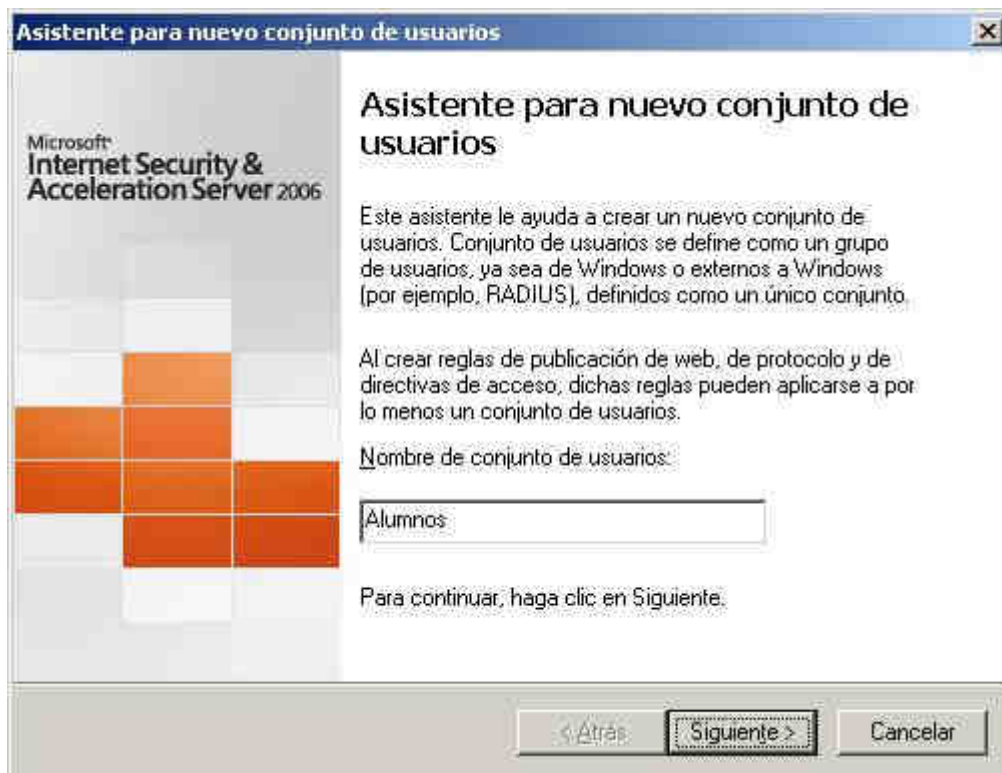 Asistente para nuevo conjunto de usuarios
Microsoft
Internet Security &
Acceleration Server 2006
Asistente para nuevo conjunto de
usuarios
Este asistente le ayuda a crear un nuevo conjunto de
usuarios. Conjunto de usuarios se define como un grupo
de usuarios, ya sea de Windows o externos a Windows
(por ejemplo, RADIUS), definidos como un único conjunto.
Al crear reglas de publicación de web, de protocolo y de
directivas de acceso, dichas reglas pueden aplicarse a por
lo menos un conjunto de usuarios.
Nombre de conjunto de usuarios:
Alumnos
Para continuar, haga clic en Siguiente.
< Atrás
Siguiente >
Cancelar